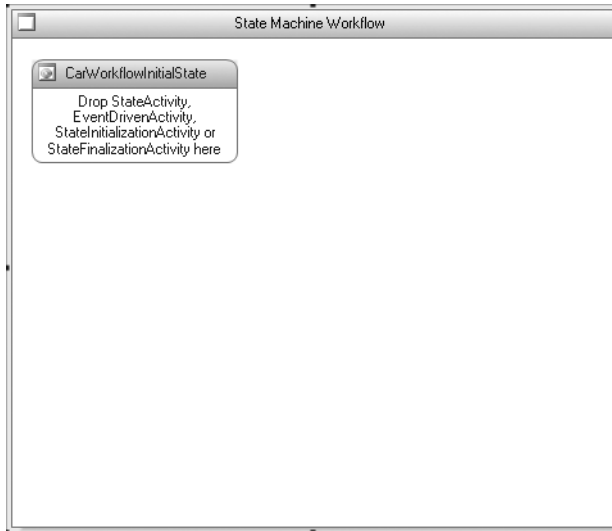 State Machine Workflow
CarWorkflowInitialState
Drop StateActivity,
EventDrivenActivity,
StateInitializationActivity or
StateFinalizationActivity here